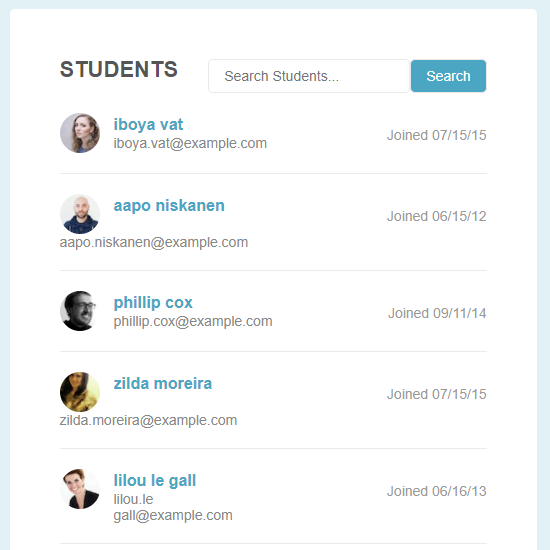 STUDENTS
Search Students...
Search
iboya vat
iboya.vat@example.com
Joined 07/15/15
aapo niskanen
aapo.niskanen@example.com
Joined 06/15/12
phillip cox
phillip.cox@example.com
Joined 09/11/14
zilda moreira
zilda.moreira@example.com
Joined 07/15/15
lilou le gall
lilou.le
gall@example.com
Joined 06/16/13